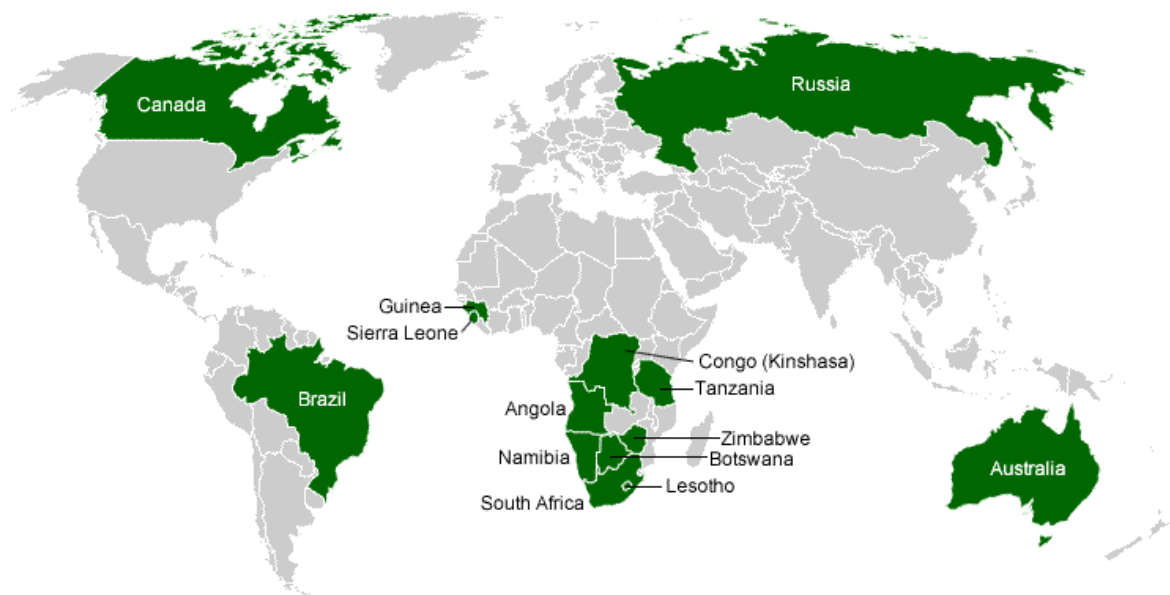 Canada
Russia
Guinea
Sierra Leone
Congo (Kinshasa)
Tanzania
Brazil
Angola
Zimbabwe
Namibia
Botswana
Australia
Lesotho
South Africa